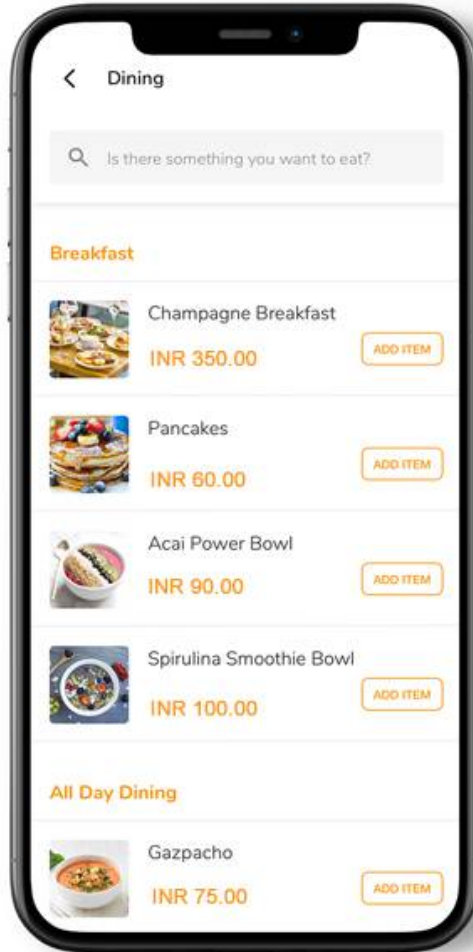 Dining
Is there something you want to eat?
Breakfast
Champagne Breakfast
INR 350.00
ADD ITEM
Pancakes
INR 60.00
ADD ITEM
Acai Power Bowl
INR 90.00
ADD ITEM
Spirulina Smoothie Bowl
INR 100.00
ADD ITEM
All Day Dining
Gazpacho
INR 75.00
ADD ITEM